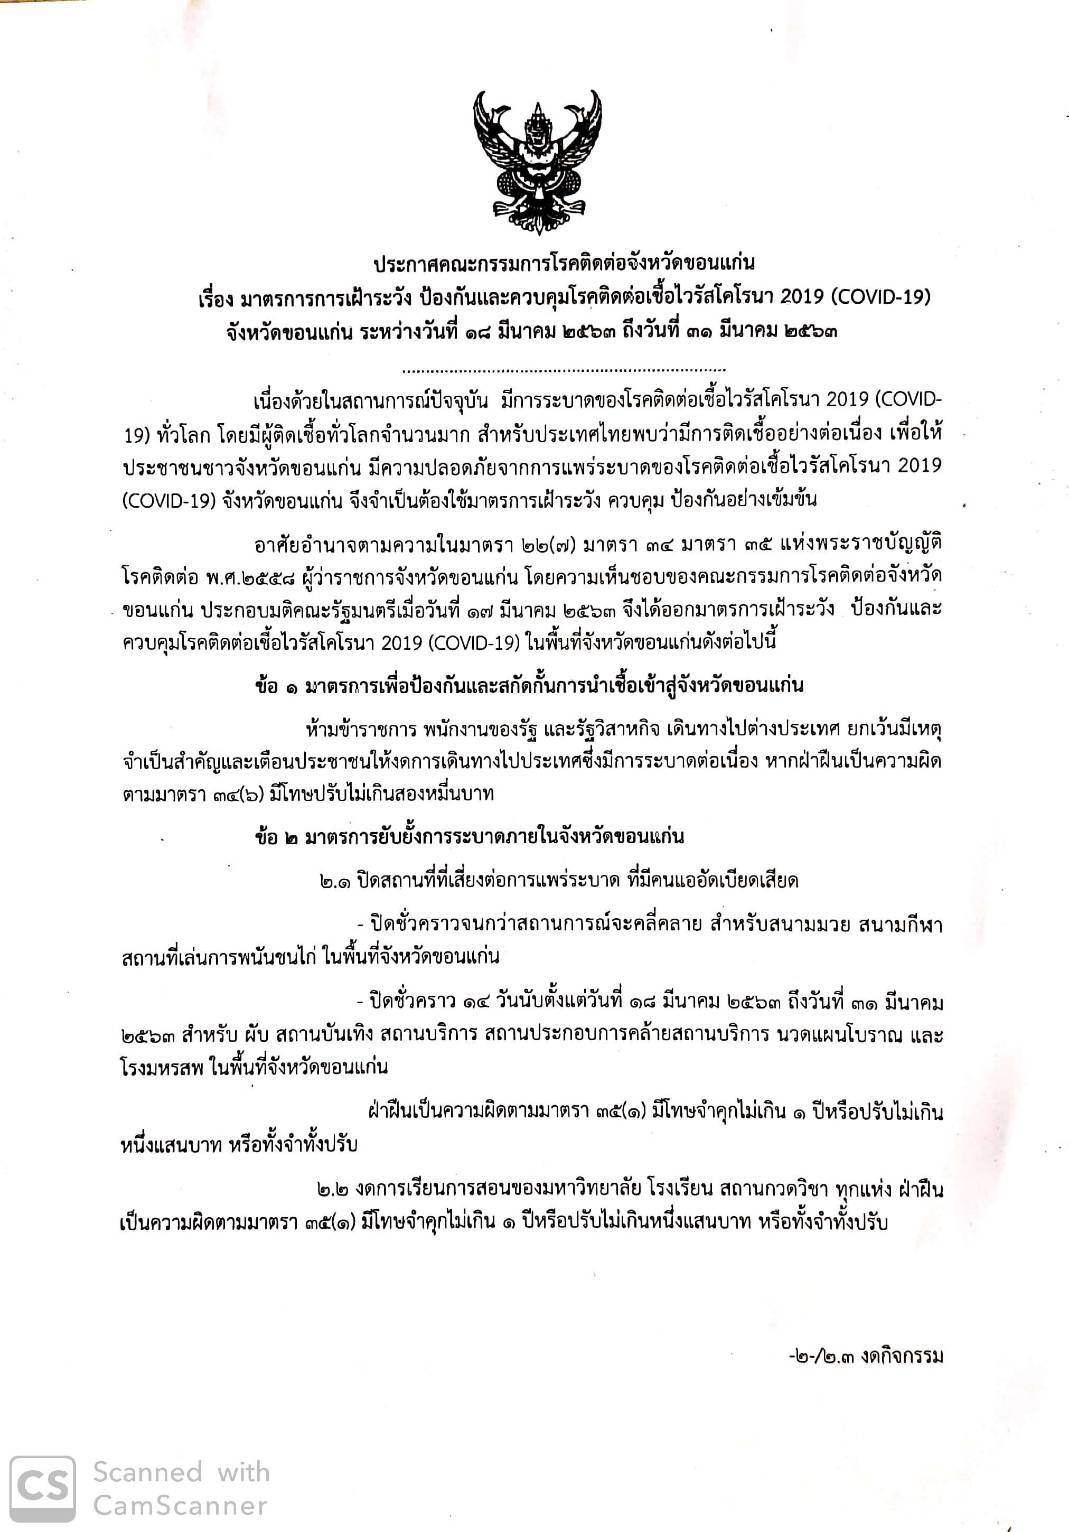 ประกาศคณะกรรมการโรคติดต่อจังหวัดขอนแก่น
เรื่อง มาตรการการเฝ้าระวัง ป้องกันและควบคุมโรคติดต่อเชื้อไวรัสโคโรนา 2019 (COVID-19)
จังหวัดขอนแก่น ระหว่างวันที่ ๑๘ มีนาคม ๒๕๖๓ ถึงวันที่ ๓๑ มีนาคม ๒๕๖๓
เนื่องด้วยในสถานการณ์ปัจจุบัน มีการระบาดของโรคติดต่อเชื้อไวรัสโคโรนา 2019 (COVID-
19) ทั่วโลก โดยมีผู้ติดเชื้อทั่วโลกจำนวนมาก สำหรับประเทศไทยพบว่ามีการติดเชื้ออย่างต่อเนื่อง เพื่อให้
ประชาชนชาวจังหวัดขอนแก่น มีความปลอดภัยจากการแพร่ระบาดของโรคติดต่อเชื้อไวรัสโคโรนา 2019
(COVID-19) จังหวัดขอนแก่น จึงจำเป็นต้องใช้มาตรการเฝ้าระวัง ควบคุม ป้องกันอย่างเข้มข้น
อาศัยอำนาจตามความในมาตรา ๒๒(๗) มาตรา ๓๔ มาตรา ๓๕ แห่งพระราชบัญญัติ
โรคติดต่อ พ.ศ.๒๕๕๘ ผู้ว่าราชการจังหวัดขอนแก่น โดยความเห็นชอบของคณะกรรมการโรคติดต่อจังหวัด
ขอนแก่น ประกอบมติคณะรัฐมนตรีเมื่อวันที่ ๑๗ มีนาคม ๒๕๖๓ จึงได้ออกมาตรการเฝ้าระวัง ป้องกันและ
ควบคุมโรคติดต่อเชื้อไวรัสโคโรนา 2019 (COVID-19) ในพื้นที่จังหวัดขอนแก่นดังต่อไปนี้
ข้อ ๑ มาตรการเพื่อป้องกันและสกัดกั้นการนำเชื้อเข้าสู่จังหวัดขอนแก่น
ห้ามข้าราชการ พนักงานของรัฐ และรัฐวิสาหกิจ เดินทางไปต่างประเทศ ยกเว้นมีเหตุ
จำเป็นสำคัญและเตือนประชาชนให้งดการเดินทางไปประเทศซึ่งมีการระบาดต่อเนื่อง หากฝ่าฝืนเป็นความผิด
ตามมาตรา ๓๔(๖) มีโทษปรับไม่เกินสองหมื่นบาท
ข้อ ๒ มาตรการยับยั้งการระบาดภายในจังหวัดขอนแก่น
๒.๑ ปิดสถานที่ที่เสี่ยงต่อการแพร่ระบาด ที่มีคนแออัดเบียดเสียด
- ปิดชั่วคราวจนกว่าสถานการณ์จะคลี่คลาย สำหรับสนามมวย สนามกีฬา
สถานที่เล่นการพนันชนไก่ ในพื้นที่จังหวัดขอนแก่น
- ปิดชั่วคราว ๑๔ วันนับตั้งแต่วันที่ ๑๘ มีนาคม ๒๕๖๓ ถึงวันที่ ๓๑ มีนาคม
๒๕๖๓ สำหรับ ผับ สถานบันเทิง สถานบริการ สถานประกอบการคล้ายสถานบริการ นวดแผนโบราณ และ
โรงมหรสพ ในพื้นที่จังหวัดขอนแก่น
ฝ่าฝืนเป็นความผิดตามมาตรา ๓๕(๑) มีโทษจำคุกไม่เกิน ๑ ปีหรือปรับไม่เกิน
หนึ่งแสนบาท หรือทั้งจำทั้งปรับ
๒.๒ งดการเรียนการสอนของมหาวิทยาลัย โรงเรียน สถานกวดวิชา ทุกแห่ง ฝ่าฝืน
เป็นความผิดตามมาตรา ๓๕(๑) มีโทษจำคุกไม่เกิน ๑ ปีหรือปรับไม่เกินหนึ่งแสนบาท หรือทั้งจำทั้งปรับ
-๒-/๒.๓ งดกิจกรรม
CS Scanned with
CamScanner